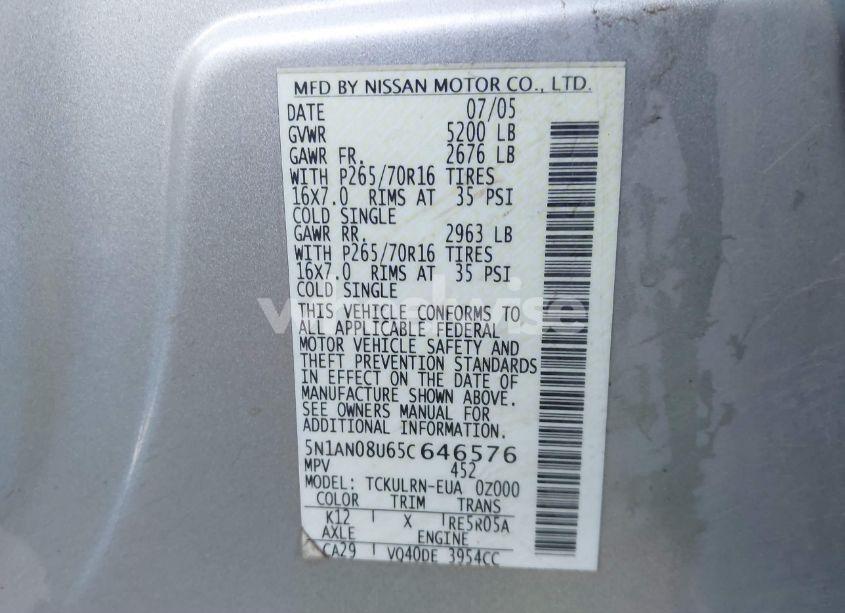 MFD BY NISSAN MOTOR CO., LTD.
DATE 07/05
GVWR 5200 LB
GAWR FR. 2676 LB
WITH P265/70R16 TIRES
16X7.0 RIMS AT 35 PSI
COLD SINGLE
GAWR RR. 2963 LB
WITH P265/70R16 TIRES
16X7.0 RIMS AT 35 PSI
COLD SINGLE
THIS VEHICLE CONFORMS TO
ALL APPLICABLE FEDERAL
MOTOR VEHICLE SAFETY AND
THEFT PREVENTION STANDARDS
IN EFFECT ON THE DATE OF
MANUFACTURE SHOWN ABOVE.
SEE OWNERS MANUAL FOR
ADDITIONAL INFORMATION.
5N1AN08U65C646576
MPV 452
MODEL: TCKULRN-EUA 0Z000
COLOR TRIM TRANS
K12 X RE5R05A
AXLE ENGINE
CA29 VQ40DE 3954CC